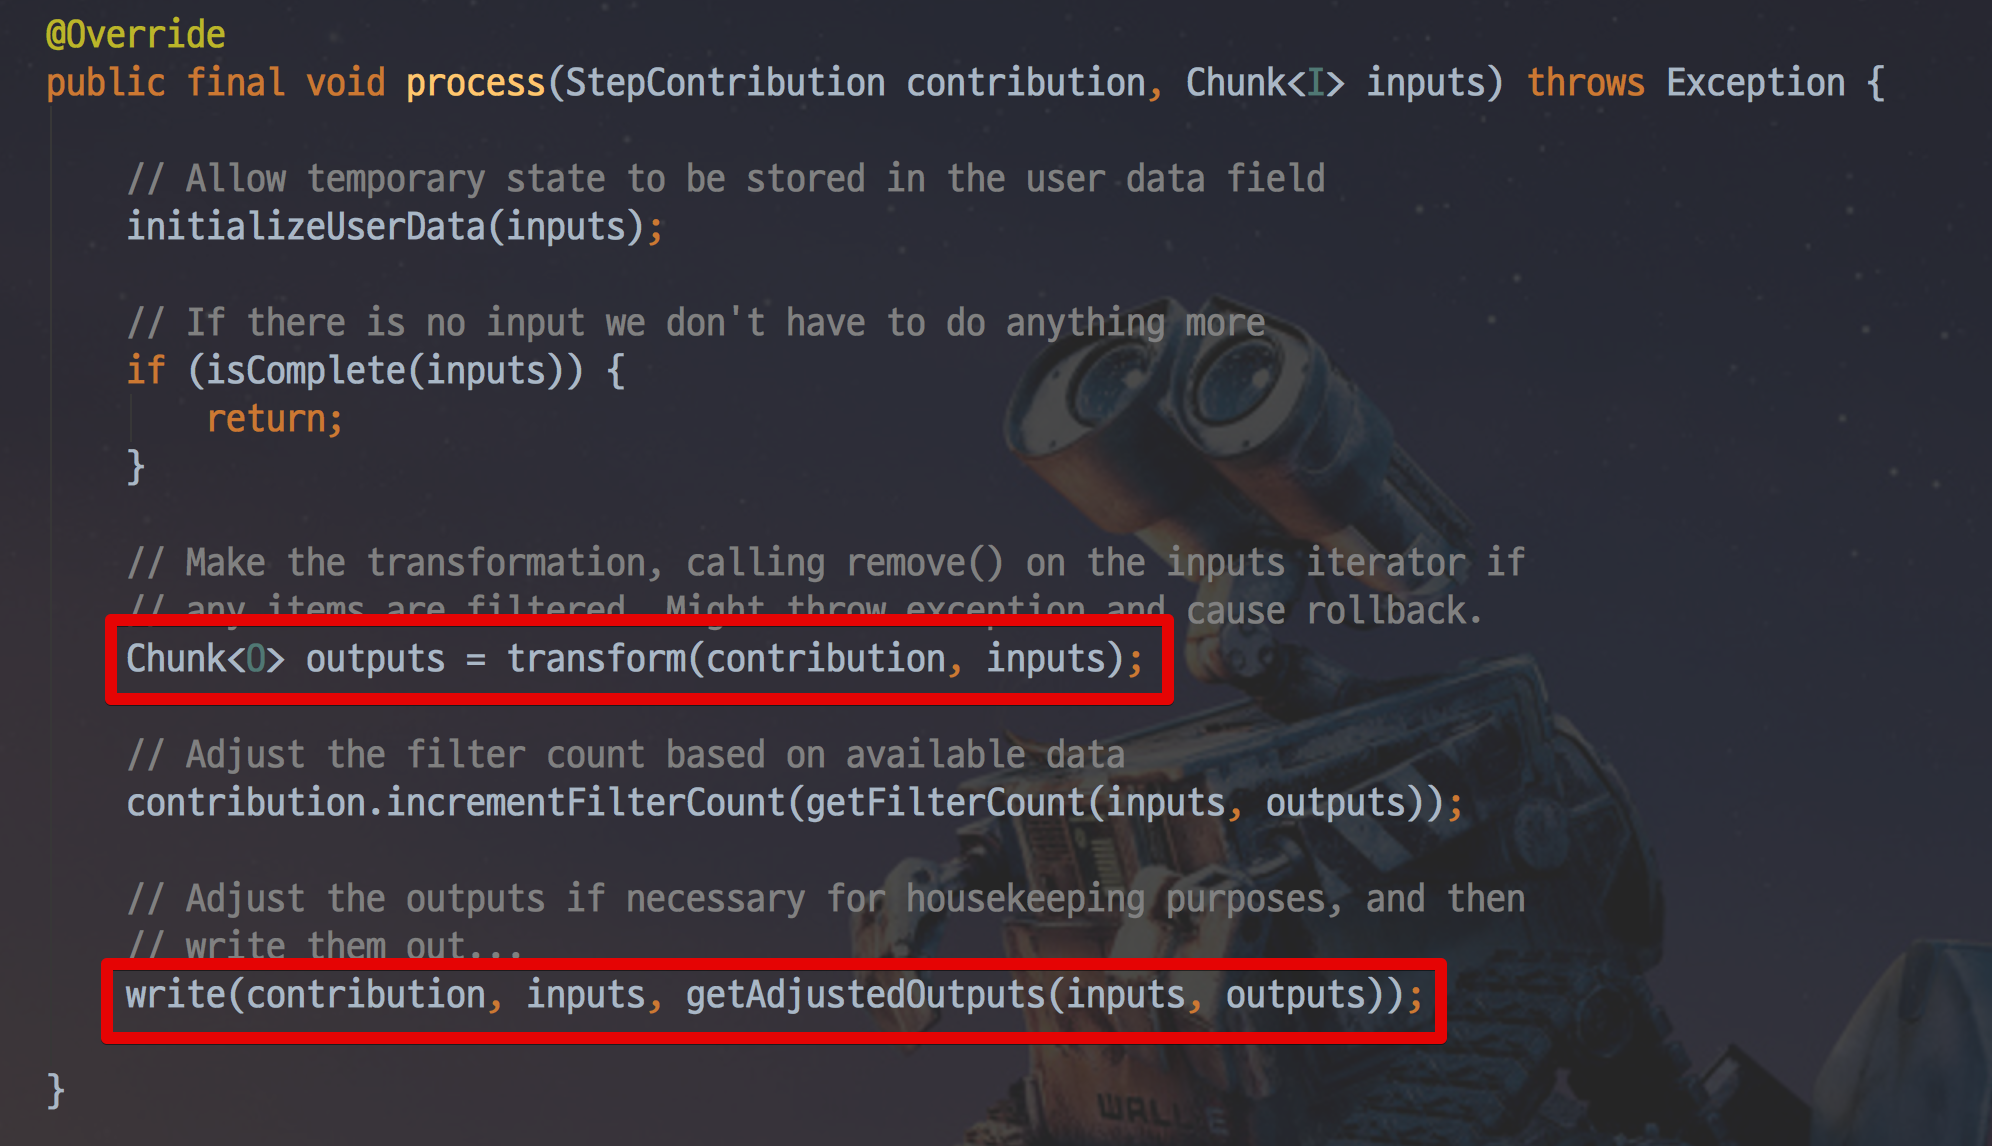 @Override
public final void process(StepContribution contribution, Chunk<I> inputs) throws Exception {
// Allow temporary state to be stored in the user data field
initializeUserData(inputs);
// If there is no input we don't have to do anything more
if (isComplete(inputs)) {
return;
}
// Make the transformation, calling remove() on the inputs iterator if
// any items are filtered. Might throw exception and cause rollback.
Chunk<O> outputs = transform(contribution, inputs);
// Adjust the filter count based on available data
contribution.incrementFilterCount(getFilterCount(inputs, outputs));
// Adjust the outputs if necessary for housekeeping purposes, and then
// write them out...
write(contribution, inputs, getAdjustedOutputs(inputs, outputs));
}
WALL·E